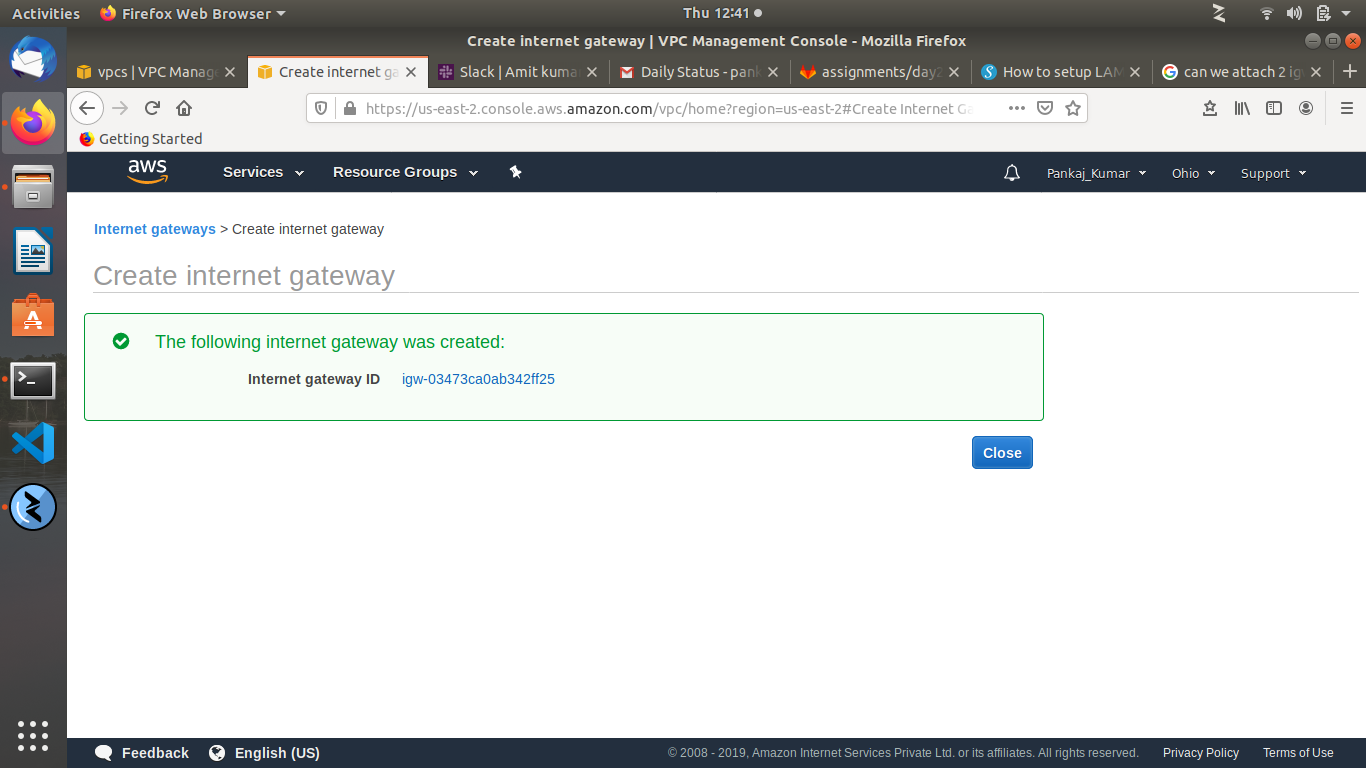 Activities Firefox Web Browser Thu 12:41
Create internet gateway | VPC Management Console - Mozilla Firefox
vpcs | VPC Manage Create internet ga Slack | Amit kuma Daily Status - pank assignments/day2 How to setup LAM can we attach 2 ig
https://us-east-2.console.aws.amazon.com/vpc/home?region=us-east-2#Create Internet Ga
Getting Started
aws Services Resource Groups Pankaj_Kumar Ohio Support
Internet gateways > Create internet gateway
Create internet gateway
The following internet gateway was created:
Internet gateway ID igw-03473ca0ab342ff25
Close
Feedback English (US) © 2008 - 2019, Amazon Internet Services Private Ltd. or its affiliates. All rights reserved. Privacy Policy Terms of Use